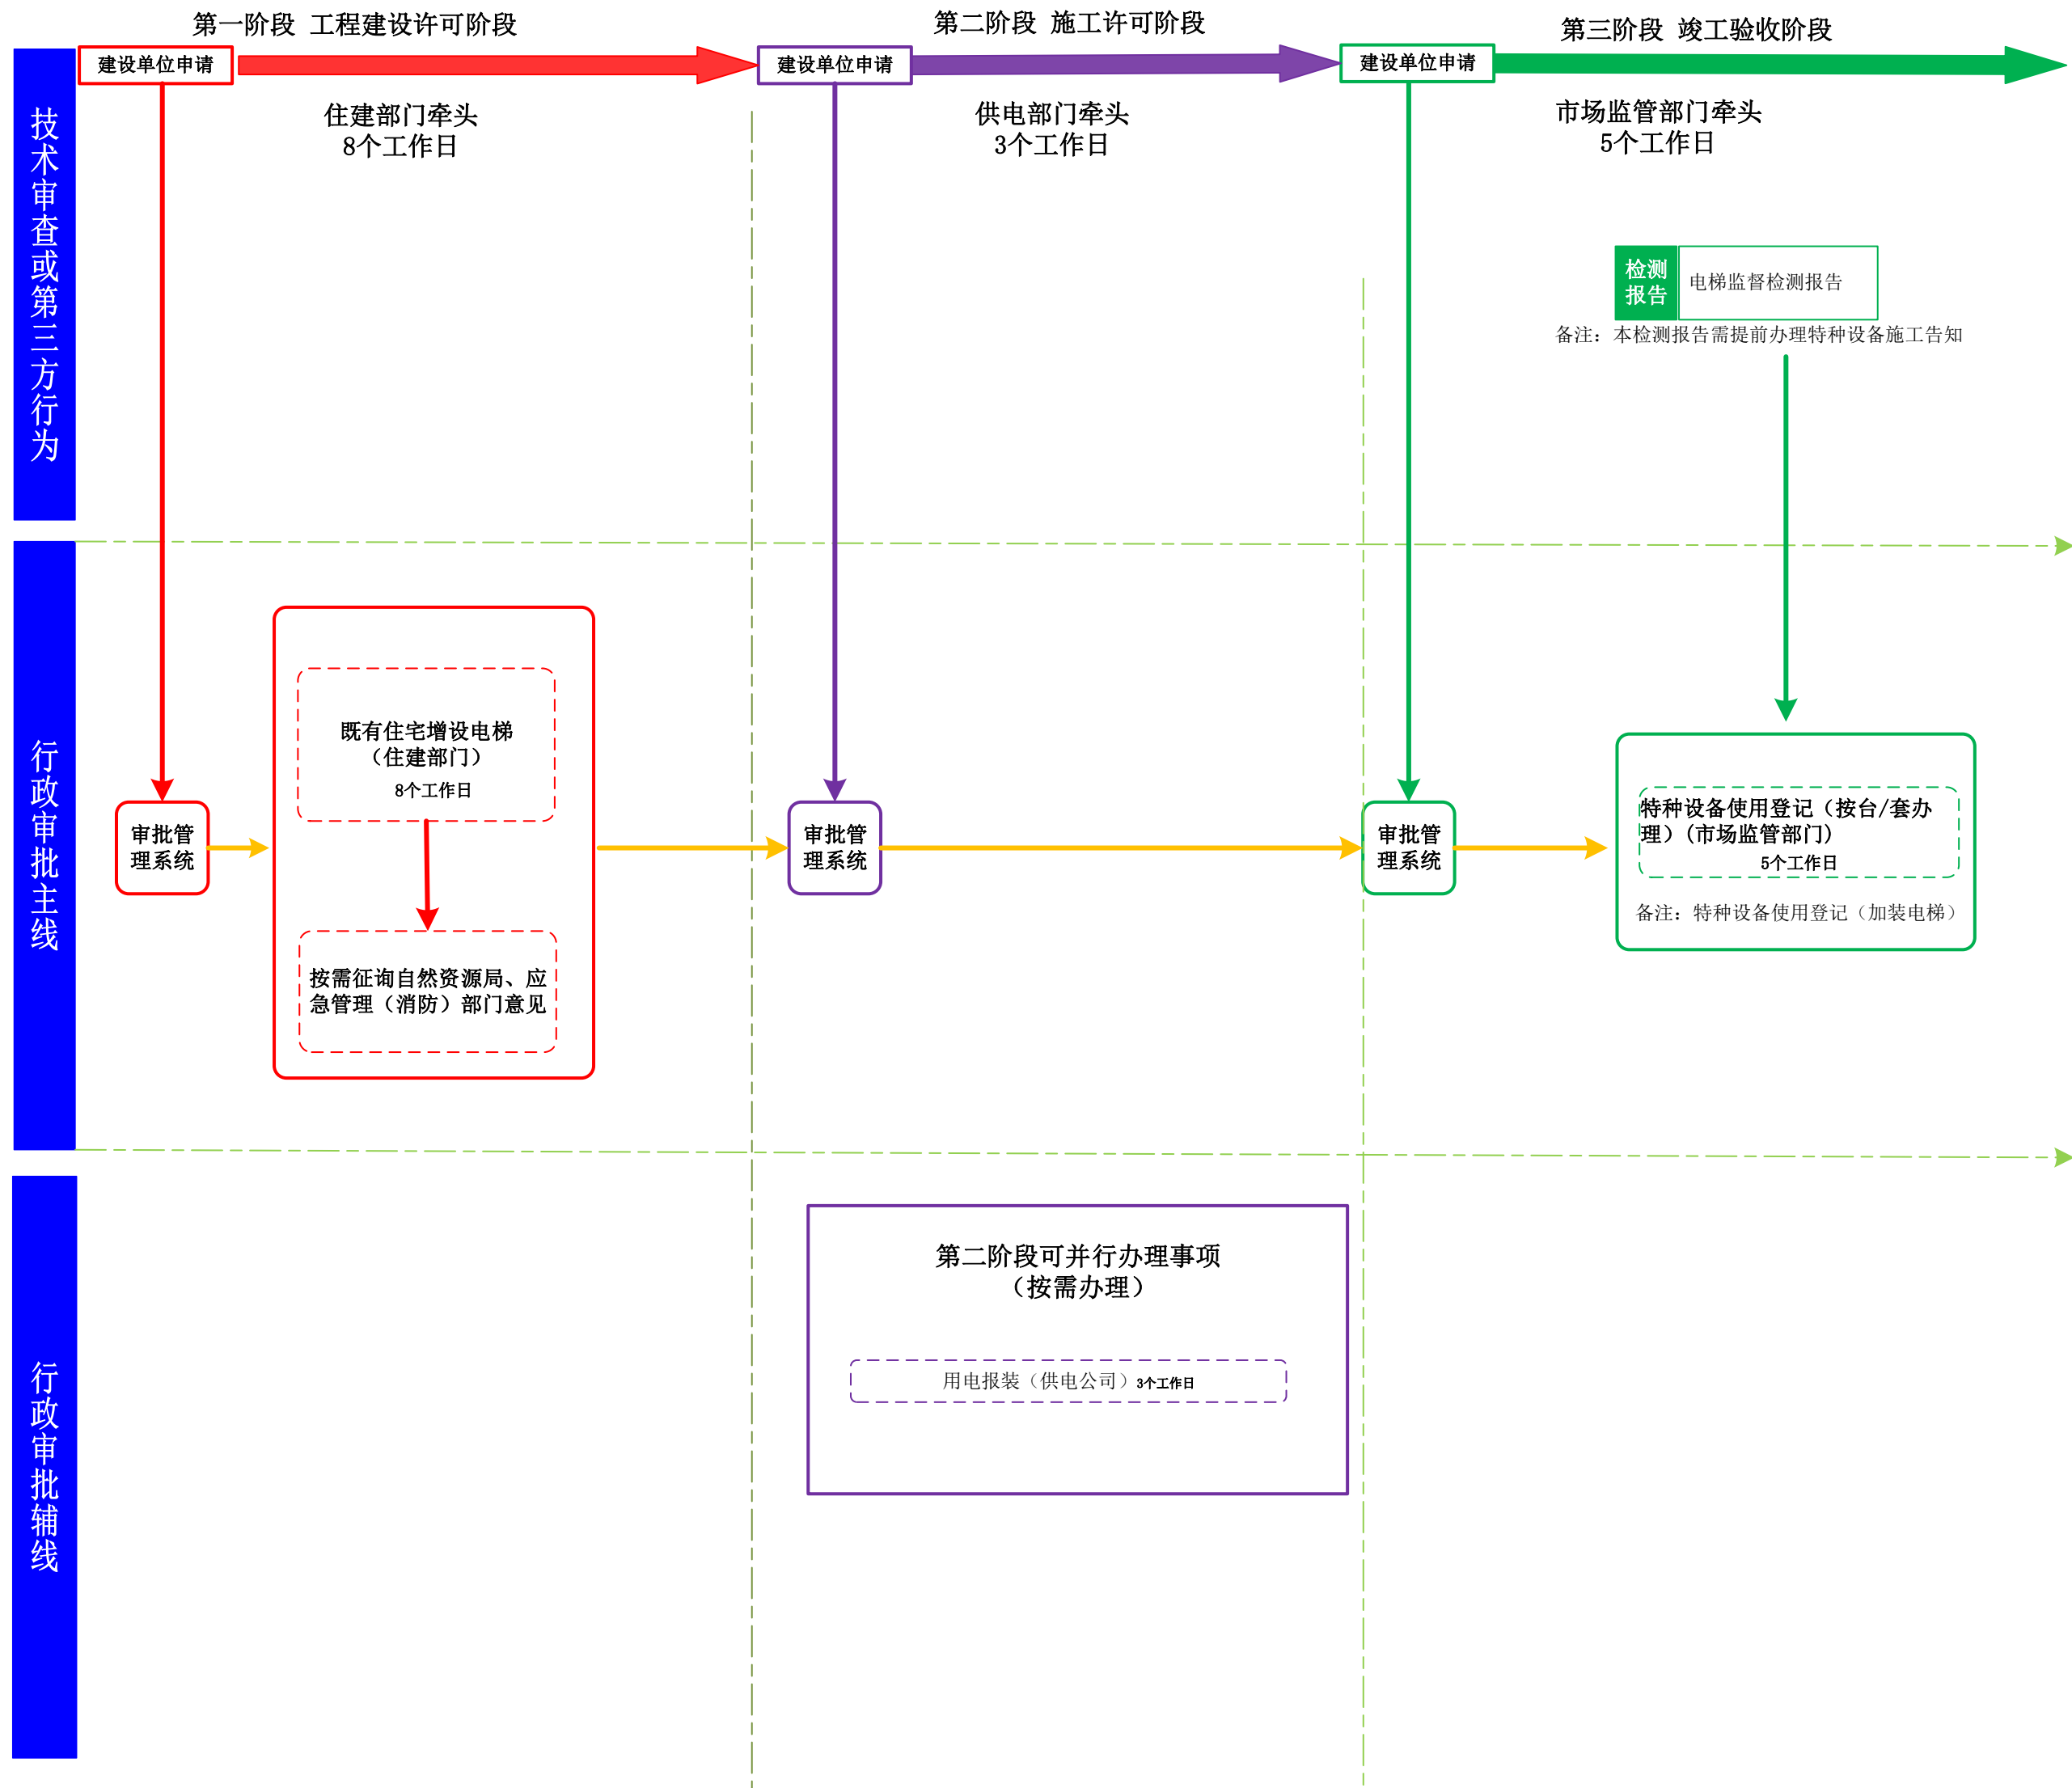 第一阶段 工程建设许可阶段
第二阶段 施工许可阶段
第三阶段 竣工验收阶段
建设单位申请
建设单位申请
建设单位申请
住建部门牵头
8个工作日
供电部门牵头
3个工作日
市场监管部门牵头
5个工作日
技术审查或第三方行为
检测
报告
电梯监督检测报告
备注：本检测报告需提前办理特种设备施工告知
行政审批主线
审批管
理系统
既有住宅增设电梯
（住建部门）
8个工作日
按需征询自然资源局、应
急管理（消防）部门意见
审批管
理系统
审批管
理系统
特种设备使用登记（按台/套办
理）(市场监管部门)
5个工作日
备注：特种设备使用登记（加装电梯）
行政审批辅线
第二阶段可并行办理事项
（按需办理）
用电报装（供电公司）3个工作日